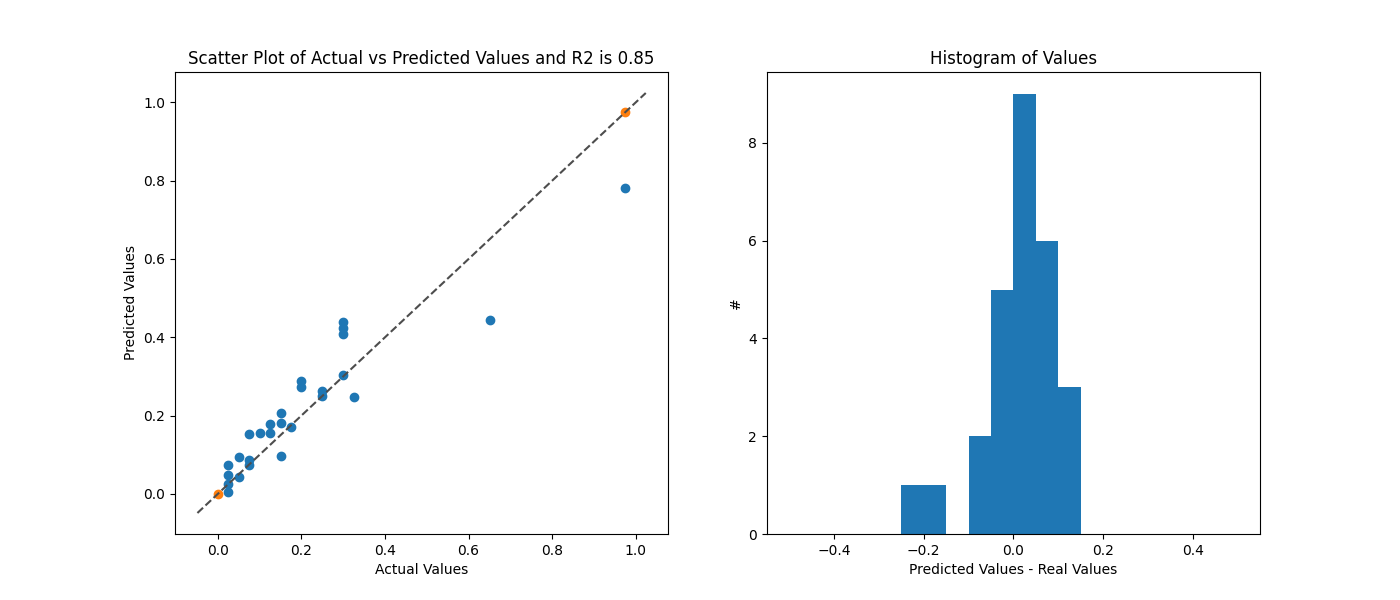 Scatter Plot of Actual vs Predicted Values and R2 is 0.85
1.0
0.8
0.6
0.4
0.2
0.0
Predicted Values
0.0 0.2 0.4 0.6 0.8 1.0
Actual Values
Histogram of Values
8
6
4
2
0
#
−0.4 −0.2 0.0 0.2 0.4
Predicted Values - Real Values